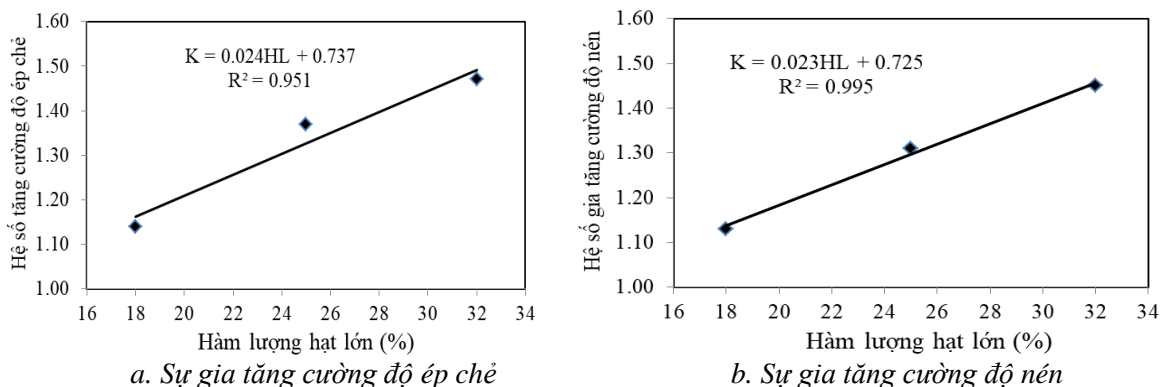 Hệ số tăng cường độ ép chẻ
1.60
1.50
1.40
1.30
1.20
1.10
1.00
K = 0.024HL + 0.737
R² = 0.951
16 18 20 22 24 26 28 30 32 34
Hàm lượng hạt lớn (%)
a. Sự gia tăng cường độ ép chẻ
Hệ số gia tăng cường độ nén
1.60
1.50
1.40
1.30
1.20
1.10
1.00
K = 0.023HL + 0.725
R² = 0.995
16 18 20 22 24 26 28 30 32 34
Hàm lượng hạt lớn (%)
b. Sự gia tăng cường độ nén